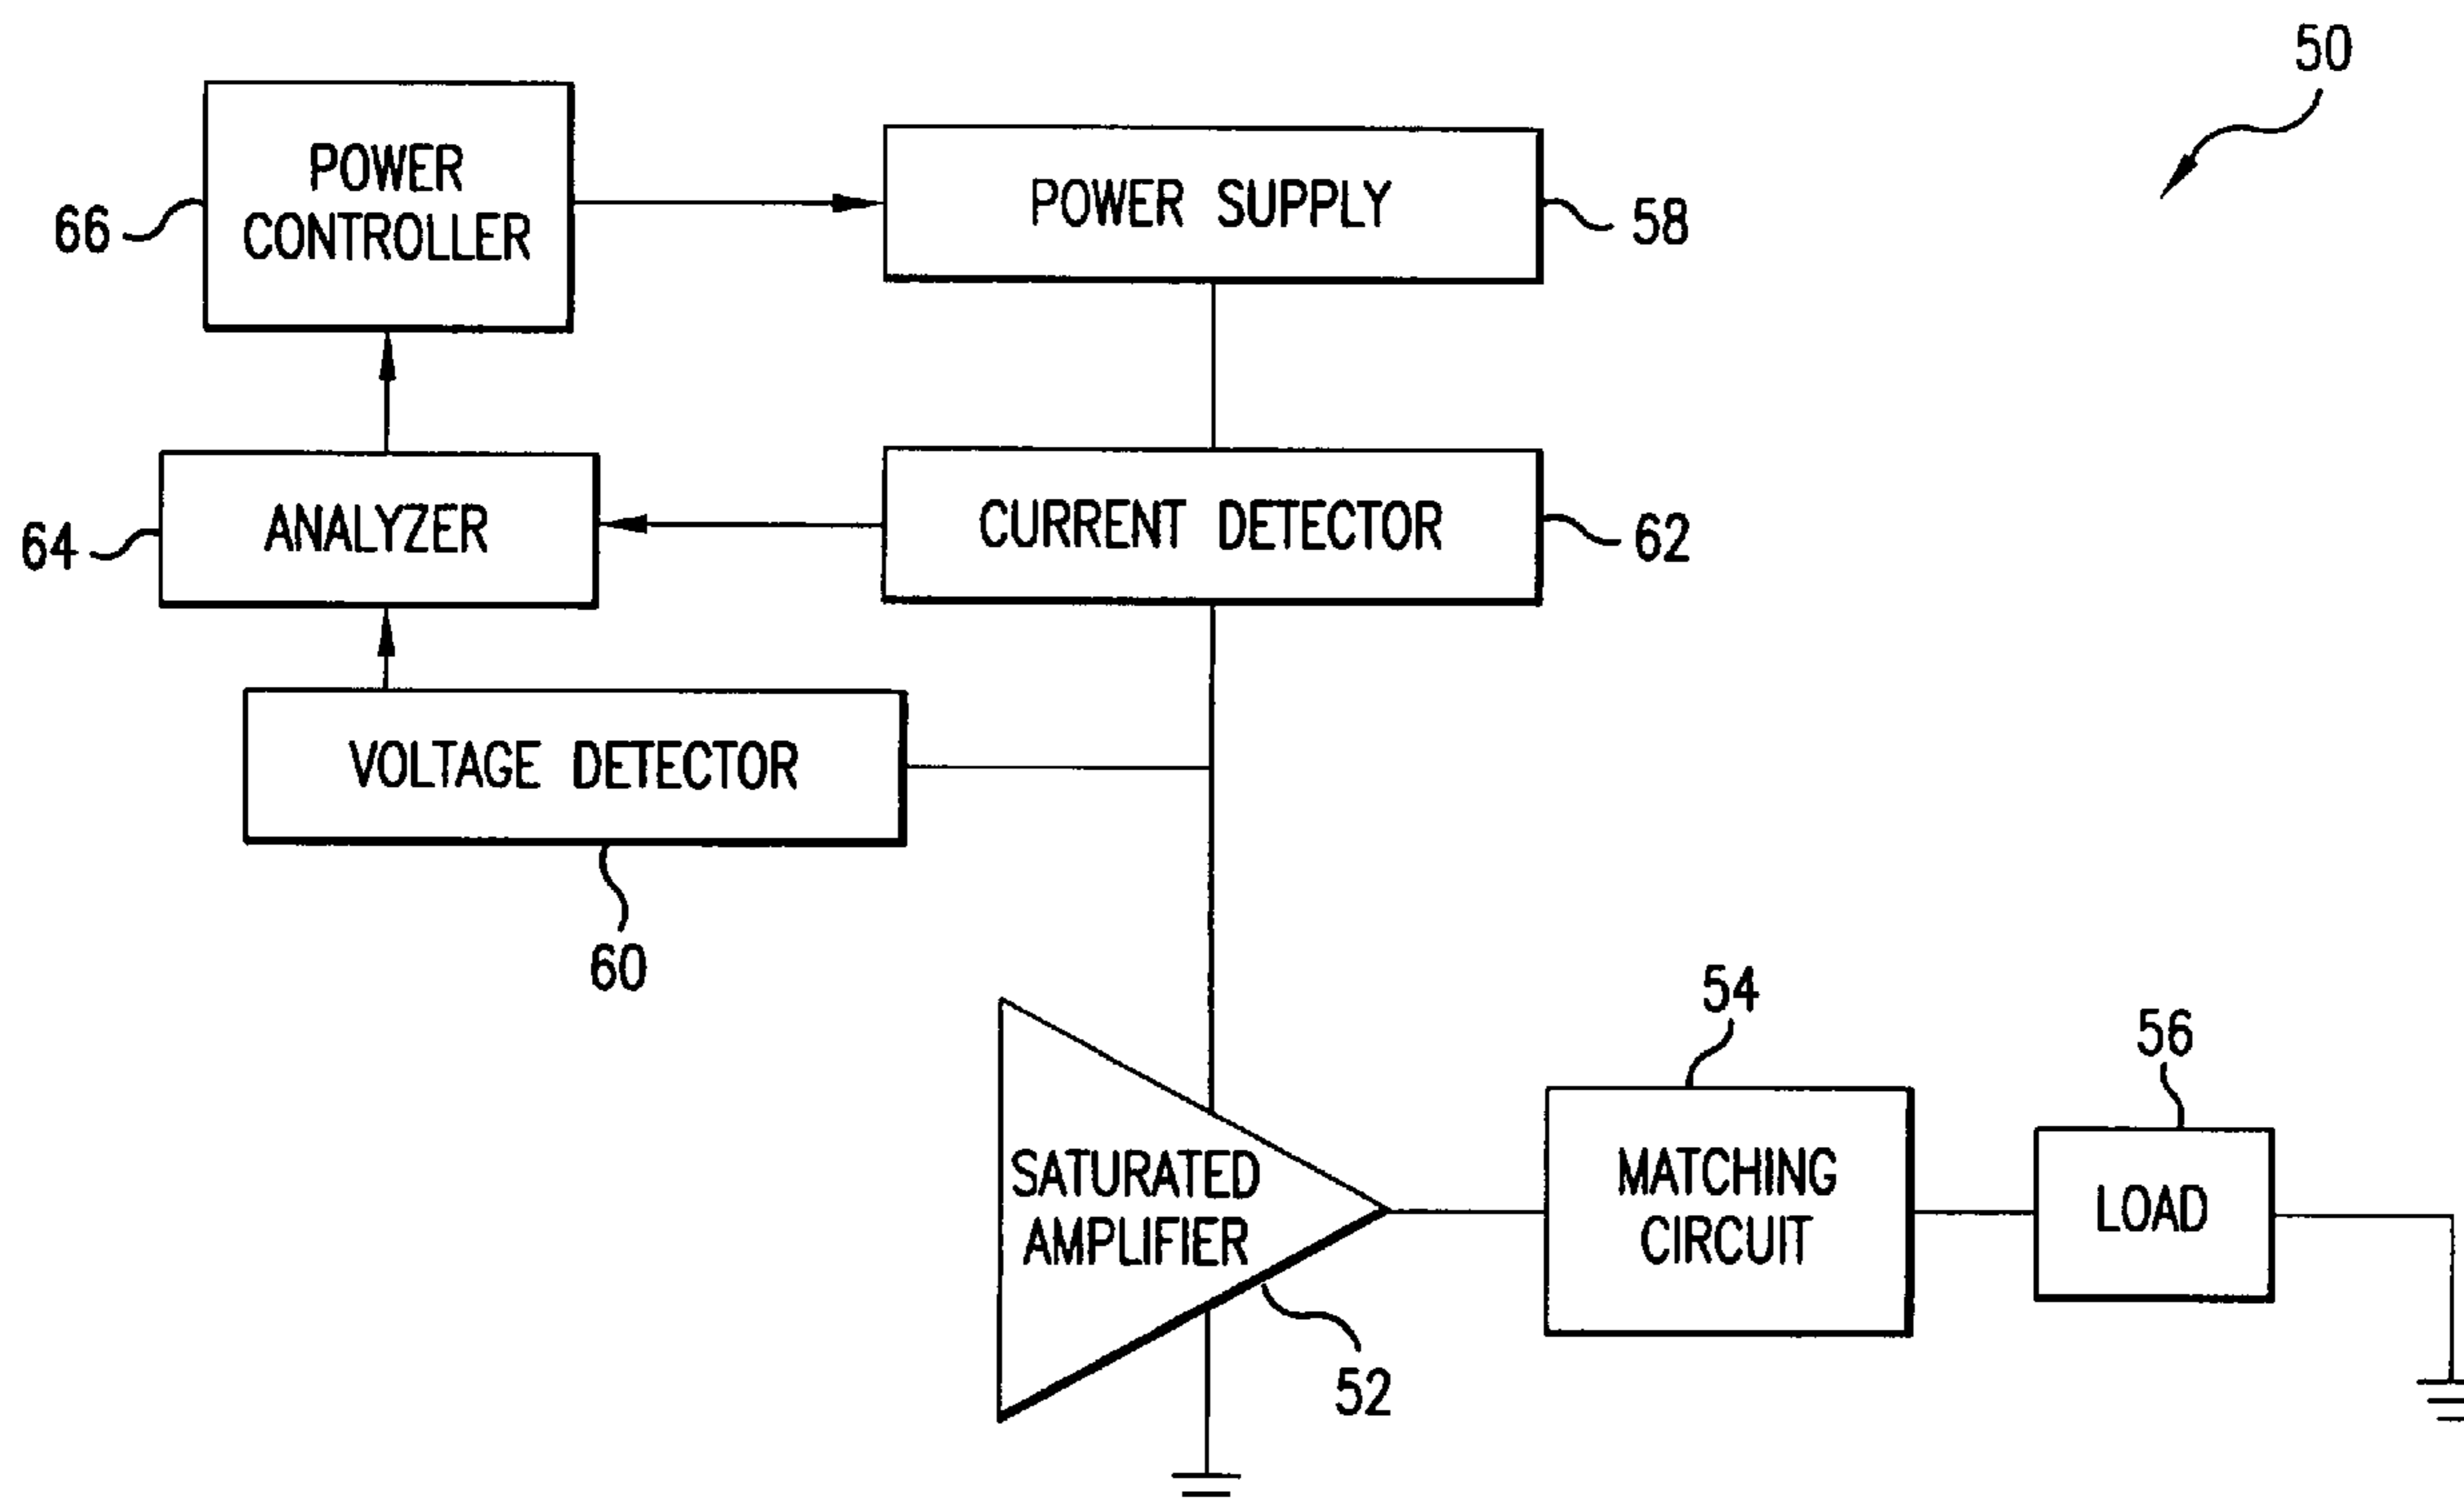 50
POWER
CONTROLLER
66
POWER SUPPLY
58
ANALYZER
64
CURRENT DETECTOR
62
VOLTAGE DETECTOR
60
54
56
SATURATED
AMPLIFIER
MATCHING
CIRCUIT
LOAD
52